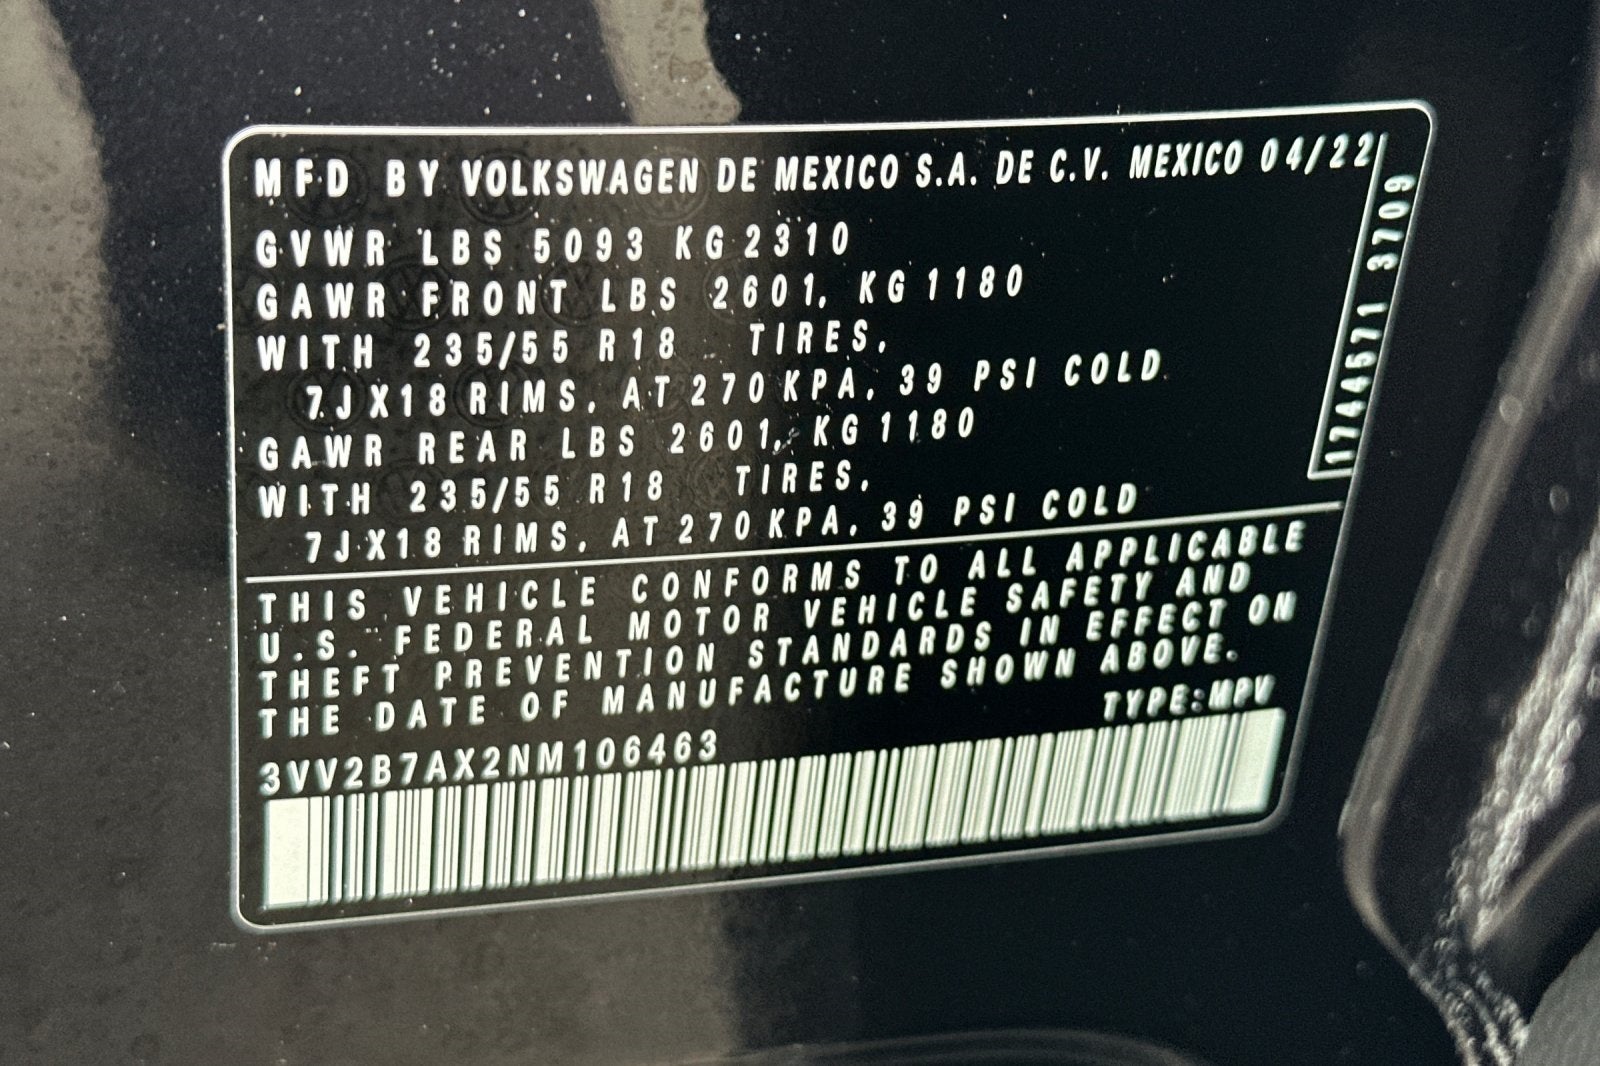 MFD BY VOLKSWAGEN DE MEXICO S.A. DE C.V. MEXICO 04/22
GVWR LBS 5093 KG 2310
GAWR FRONT LBS 2601, KG 1180
WITH 235/55 R18 TIRES,
7JX18 RIMS, AT 270 KPA, 39 PSI COLD
GAWR REAR LBS 2601, KG 1180
WITH 235/55 R18 TIRES,
7JX18 RIMS, AT 270 KPA, 39 PSI COLD
1744571 3709
THIS VEHICLE CONFORMS TO ALL APPLICABLE
U.S. FEDERAL MOTOR VEHICLE SAFETY AND
THEFT PREVENTION STANDARDS IN EFFECT ON
THE DATE OF MANUFACTURE SHOWN ABOVE.
TYPE:MPV
3VV2B7AX2NM106463